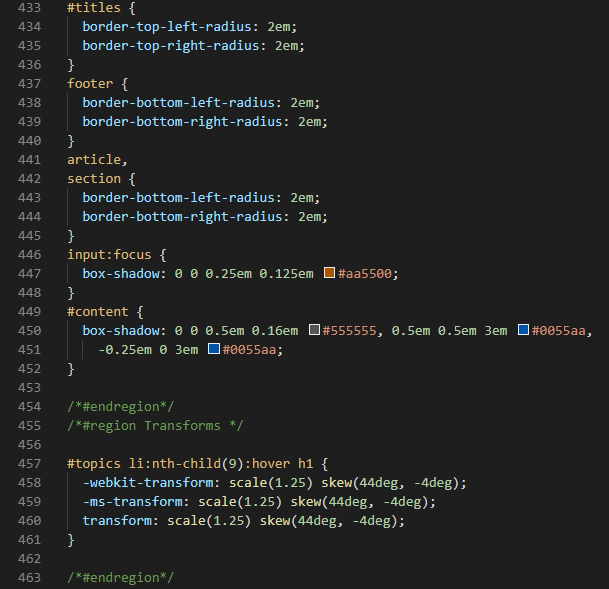 433 #titles {
434 border-top-left-radius: 2em;
435 border-top-right-radius: 2em;
436 }
437 footer {
438 border-bottom-left-radius: 2em;
439 border-bottom-right-radius: 2em;
440 }
441 article,
442 section {
443 border-bottom-left-radius: 2em;
444 border-bottom-right-radius: 2em;
445 }
446 input:focus {
447 box-shadow: 0 0 0.25em 0.125em #aa5500;
448 }
449 #content {
450 box-shadow: 0 0 0.5em 0.16em #555555, 0.5em 0.5em 3em #0055aa,
451 -0.25em 0 3em #0055aa;
452 }
453
454 /*#endregion*/
455 /*#region Transforms */
456
457 #topics li:nth-child(9):hover h1 {
458 -webkit-transform: scale(1.25) skew(44deg, -4deg);
459 -ms-transform: scale(1.25) skew(44deg, -4deg);
460 transform: scale(1.25) skew(44deg, -4deg);
461 }
462
463 /*#endregion*/